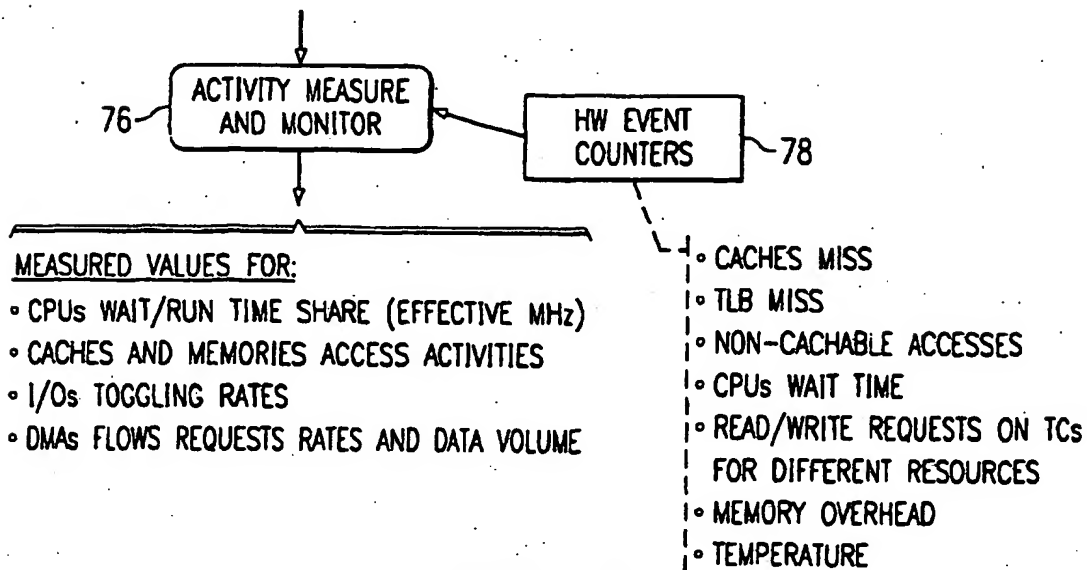 76
ACTIVITY MEASURE
AND MONITOR
HW EVENT
COUNTERS
78
MEASURED VALUES FOR:
◦ CPUs WAIT/RUN TIME SHARE (EFFECTIVE MHz)
◦ CACHES AND MEMORIES ACCESS ACTIVITIES
◦ I/Os TOGGLING RATES
◦ DMAs FLOWS REQUESTS RATES AND DATA VOLUME
◦ CACHES MISS
◦ TLB MISS
◦ NON-CACHABLE ACCESSES
◦ CPUs WAIT TIME
◦ READ/WRITE REQUESTS ON TCs
FOR DIFFERENT RESOURCES
◦ MEMORY OVERHEAD
◦ TEMPERATURE